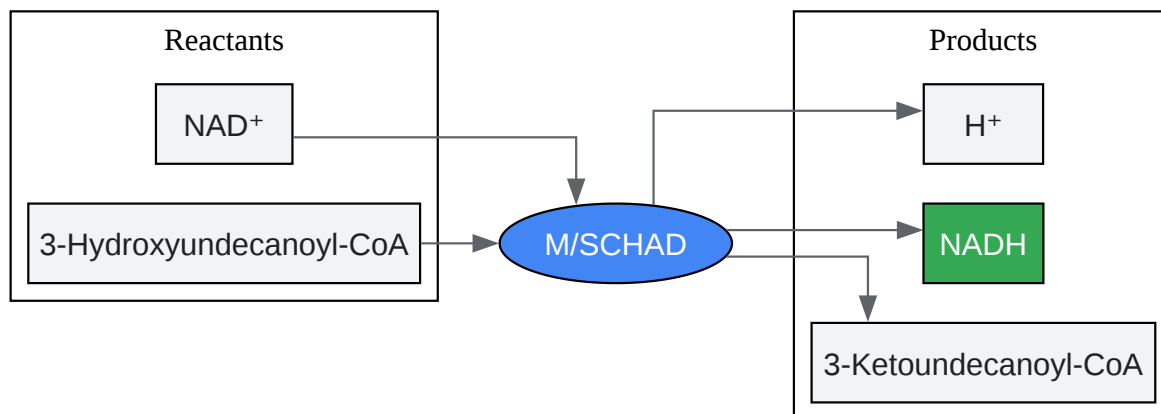 Reactants
Products
NAD⁺
H⁺
3-Hydroxyundecanoyl-CoA
M/SCHAD
NADH
3-Ketoundecanoyl-CoA